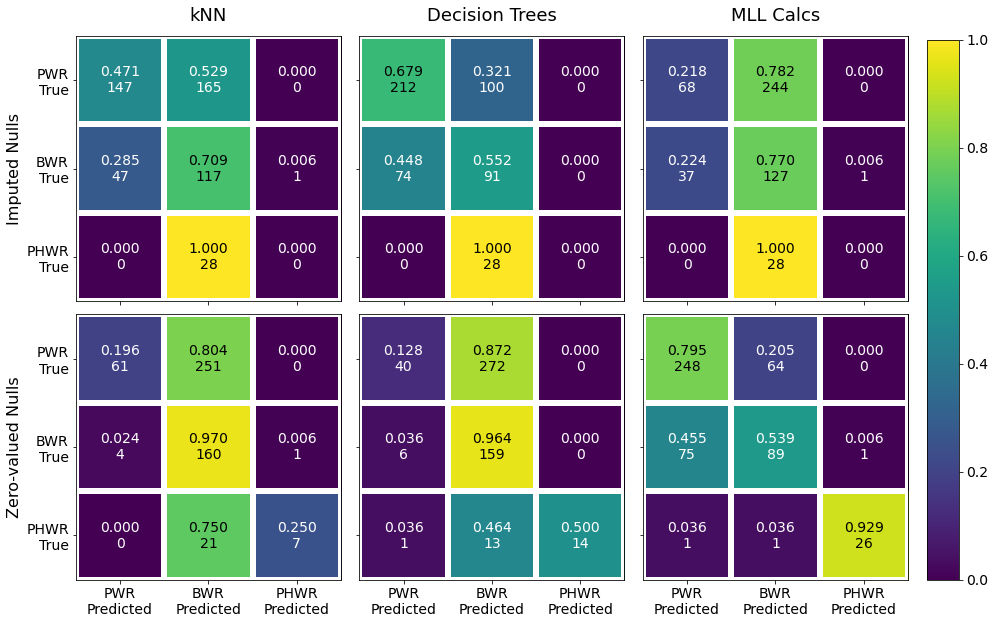 kNN Decision Trees MLL Calcs
Imputed Nulls
PWR True
0.471 0.529 0.000 0.679 0.321 0.000 0.218 0.782 0.000
147 165 0 212 100 0 68 244 0
BWR True
0.285 0.709 0.006 0.448 0.552 0.000 0.224 0.770 0.006
47 117 1 74 91 0 37 127 1
PHWR True
0.000 1.000 0.000 0.000 1.000 0.000 0.000 1.000 0.000
0 28 0 0 28 0 0 28 0
Zero-valued Nulls
PWR True
0.196 0.804 0.000 0.128 0.872 0.000 0.795 0.205 0.000
61 251 0 40 272 0 248 64 0
BWR True
0.024 0.970 0.006 0.036 0.964 0.000 0.455 0.539 0.006
4 160 1 6 159 0 75 89 1
PHWR True
0.000 0.750 0.250 0.036 0.464 0.500 0.036 0.036 0.929
0 21 7 1 13 14 1 1 26
PWR BWR PHWR PWR BWR PHWR PWR BWR PHWR
Predicted Predicted Predicted Predicted Predicted Predicted Predicted Predicted Predicted
1.0
0.8
0.6
0.4
0.2
0.0